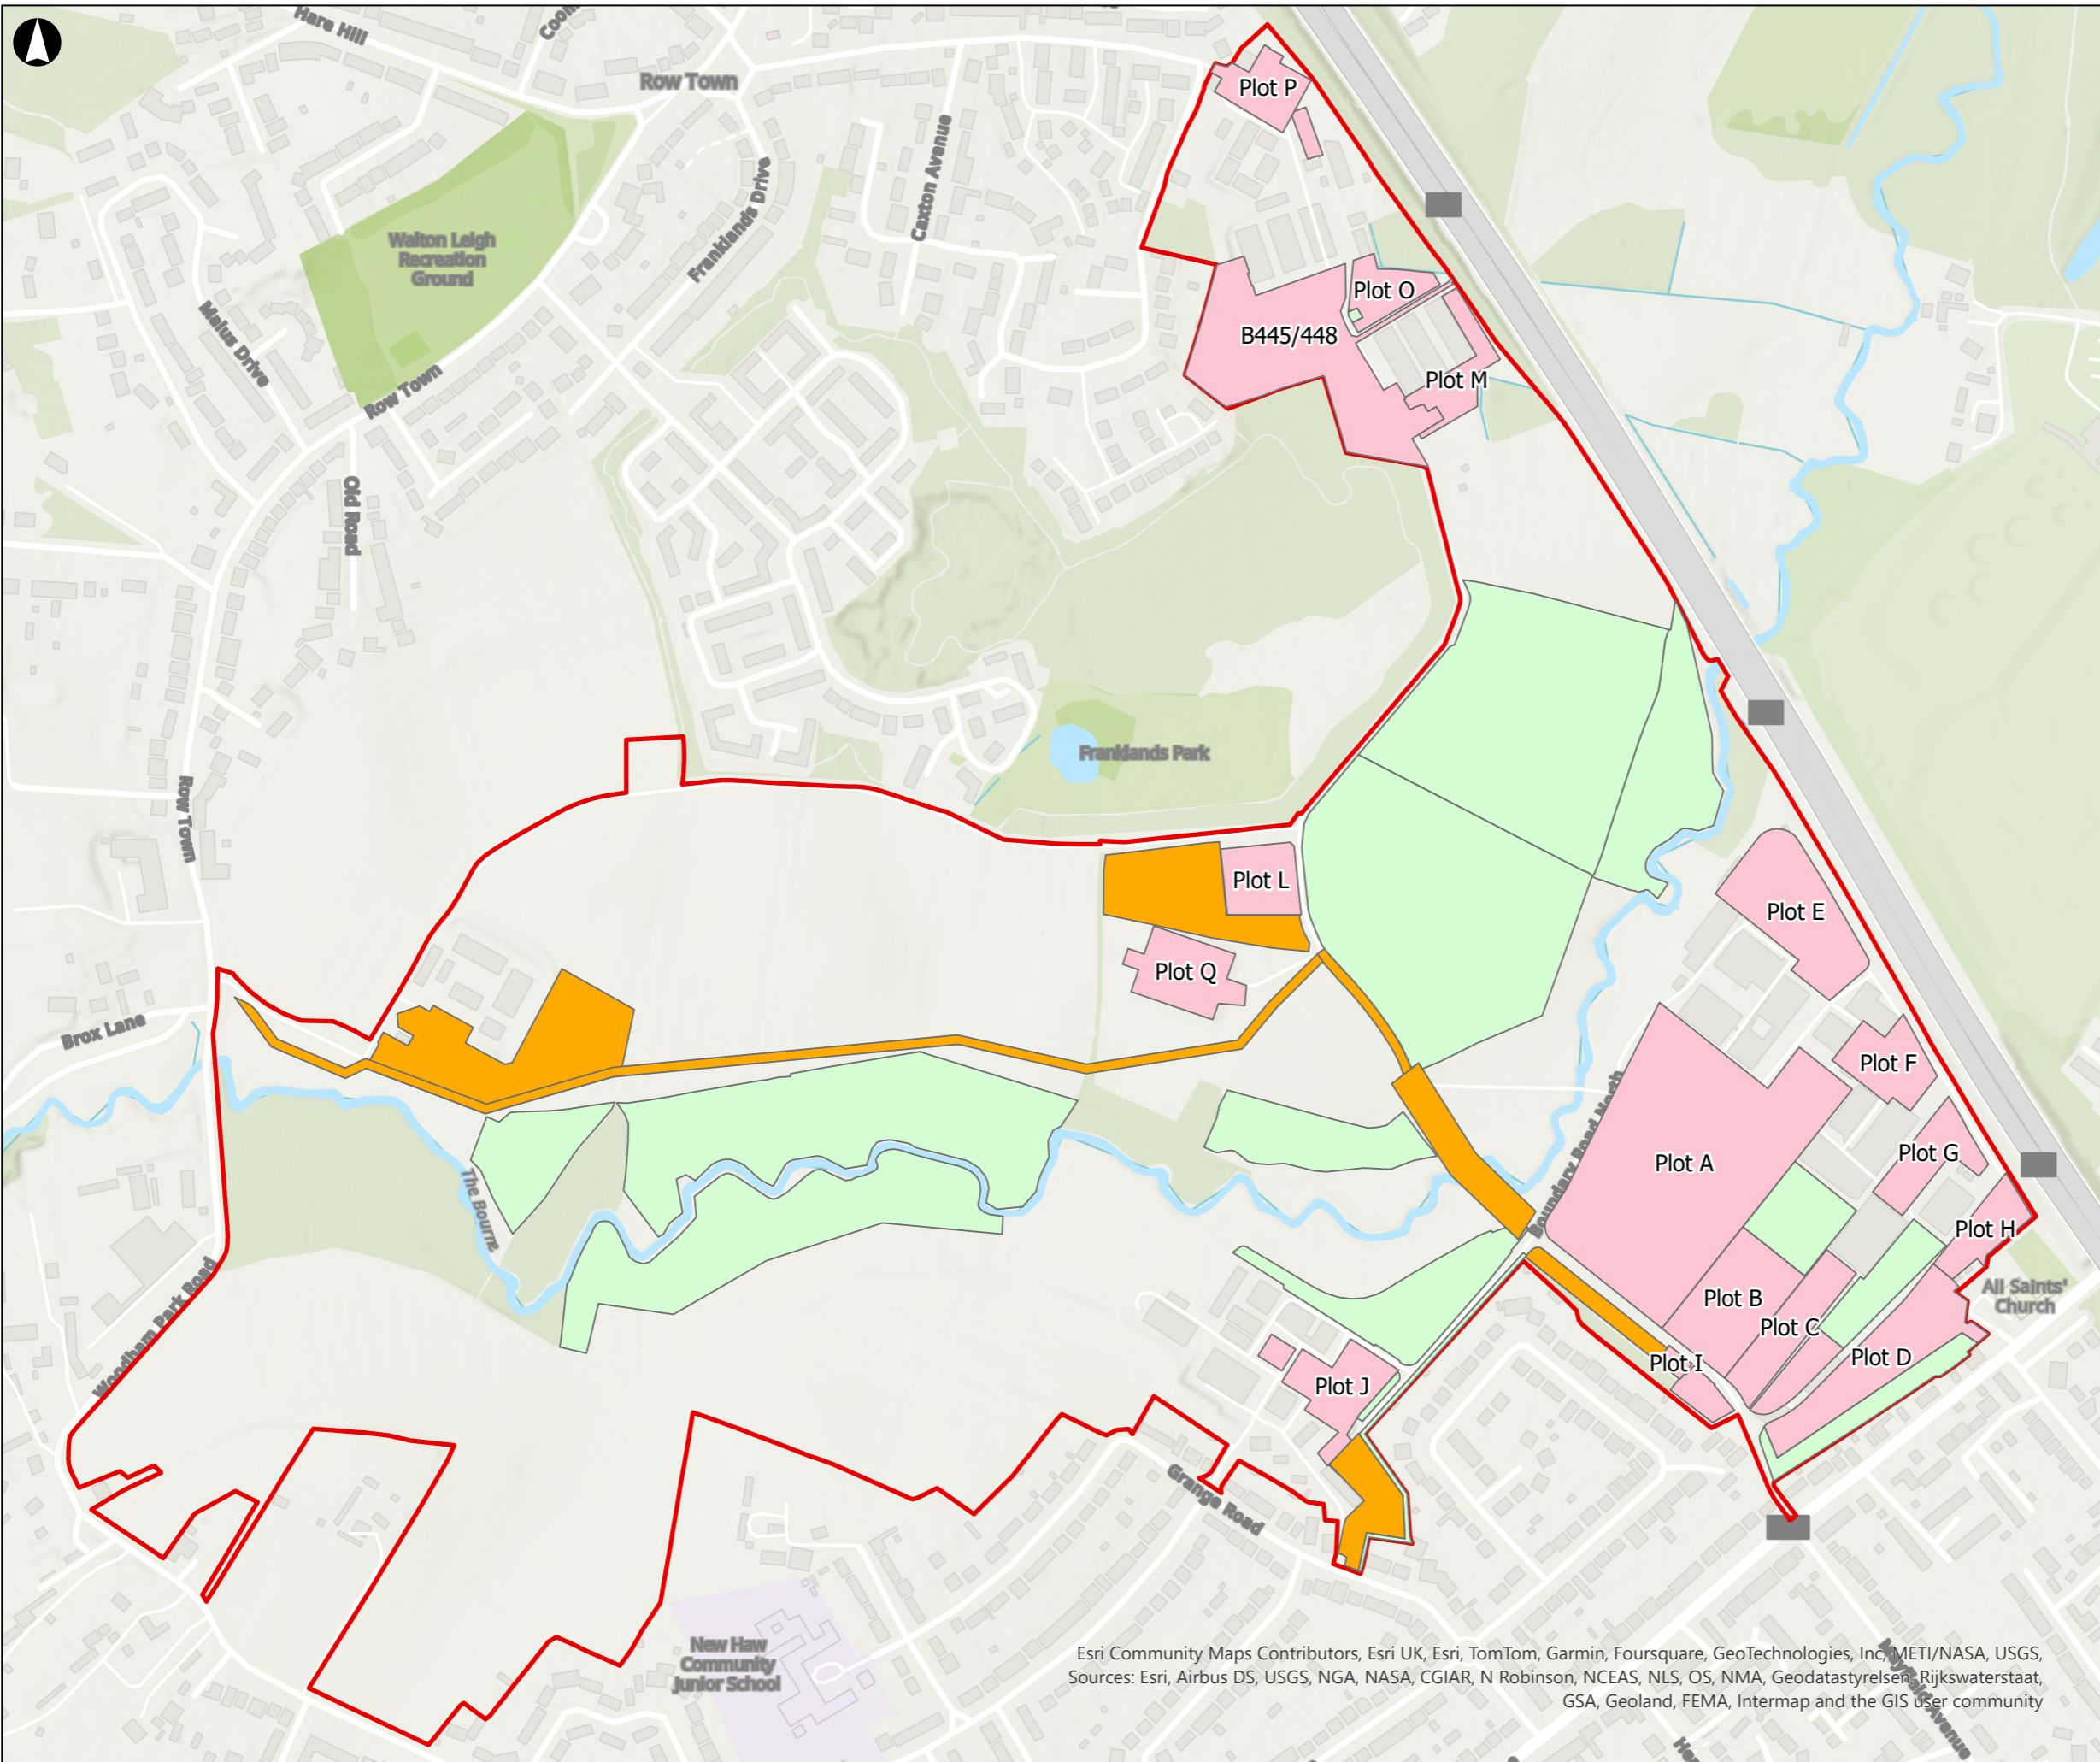 Hare Hill
Row Town
Plot P
Caxton Avenue
Franklands Drive
Walton Leigh
Recreation
Ground
Plot O
Malus Drive
B445/448
Plot M
Row Town
Old Road
Franklands Park
Row Town
Plot L
Plot E
Plot Q
Brox Lane
Plot F
Boundary Road North
Plot A
Plot G
The Bourne
Plot H
All Saints'
Church
Plot B
Plot C
Woodham Park Road
Plot D
Plot I
Plot J
Grange Road
New Haw
Community
Junior School
Esri Community Maps Contributors, Esri UK, Esri, TomTom, Garmin, Foursquare, GeoTechnologies, Inc, METI/NASA, USGS,
Sources: Esri, Airbus DS, USGS, NGA, NASA, CGIAR, N Robinson, NCEAS, NLS, OS, NMA, Geodatastyrelsen, Rijkswaterstaat,
GSA, Geoland, FEMA, Intermap and the GIS user community